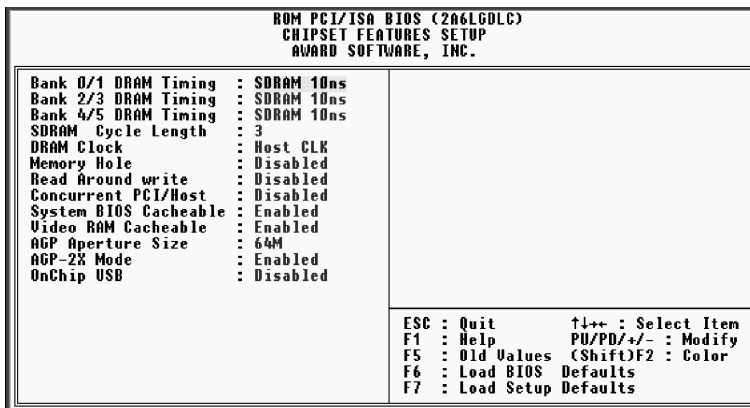 ROM PCI/ISA BIOS (2A6LGDLC)
CHIPSET FEATURES SETUP
AWARD SOFTWARE, INC.
Bank 0/1 DRAM Timing : SDRAM 10ns
Bank 2/3 DRAM Timing : SDRAM 10ns
Bank 4/5 DRAM Timing : SDRAM 10ns
SDRAM Cycle Length : 3
DRAM Clock : Host CLK
Memory Hole : Disabled
Read Around write : Disabled
Concurrent PCI/Host : Disabled
System BIOS Cacheable : Enabled
Video RAM Cacheable : Enabled
AGP Aperture Size : 64M
AGP-2X Mode : Enabled
OnChip USB : Disabled
ESC : Quit ↑↓→← : Select Item
F1 : Help PU/PD/+/- : Modify
F5 : Old Values (Shift)F2 : Color
F6 : Load BIOS Defaults
F7 : Load Setup Defaults